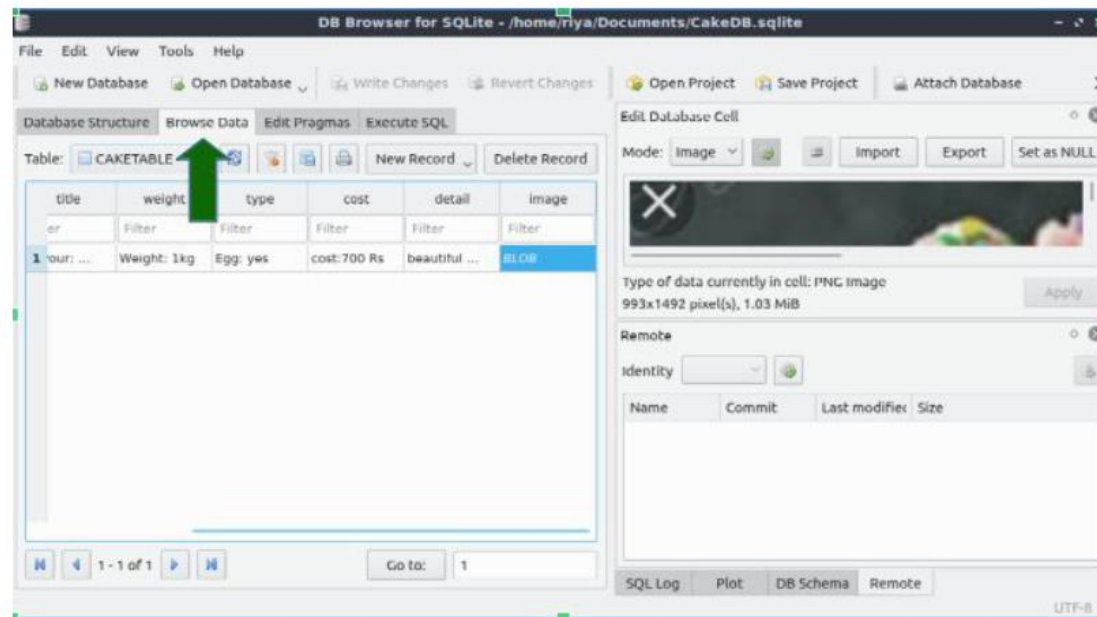 DB Browser for SQLite - /home/riya/Documents/CakeDB.sqlite
File Edit View Tools Help
New Database Open Database Write Changes Revert Changes Open Project Save Project Attach Database
Database Structure Browse Data Edit Pragmas Execute SQL
Table: CAKETABLE New Record Delete Record
title weight type cost detail image
er Filter Filter Filter Filter Filter
1 our: ... Weight: 1kg Egg: yes cost:700 Rs beautiful ... BLOB
1 - 1 of 1 Go to: 1
Edit Database Cell
Mode: Image Import Export Set as NULL
Type of data currently in cell: PNG Image
993x1492 pixel(s), 1.03 MiB
Apply
Remote
Identity
Name Commit Last modified Size
SQL Log Plot DB Schema Remote
UTF-8